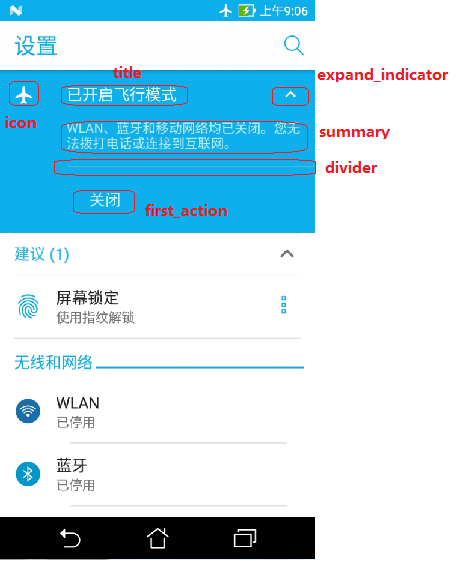 上午9:06
设置
title
已开启飞行模式
expand_indicator
icon
WLAN、蓝牙和移动网络均已关闭。您无
法拨打电话或连接到互联网。
summary
divider
关闭
first_action
建议 (1)
屏幕锁定
使用指纹解锁
无线和网络
WLAN
已停用
蓝牙
已停用